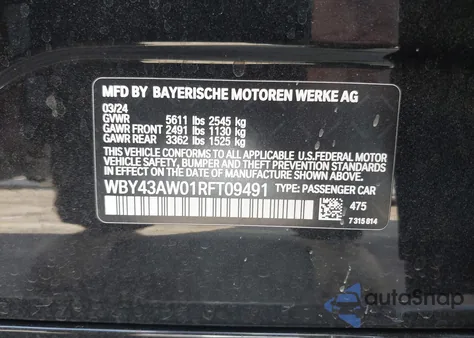 MFD BY BAYERISCHE MOTOREN WERKE AG
03/24
GVWR 5611 lbs 2545 kg
GAWR FRONT 2491 lbs 1130 kg
GAWR REAR 3362 lbs 1525 kg
THIS VEHICLE CONFORMS TO ALL APPLICABLE U.S. FEDERAL MOTOR
VEHICLE SAFETY, BUMPER, AND THEFT PREVENTION STANDARDS
IN EFFECT ON THE DATE OF MANUFACTURE SHOWN ABOVE.
WBY43AW01RFT09491 TYPE: PASSENGER CAR
475
7 315 814
autoSnap